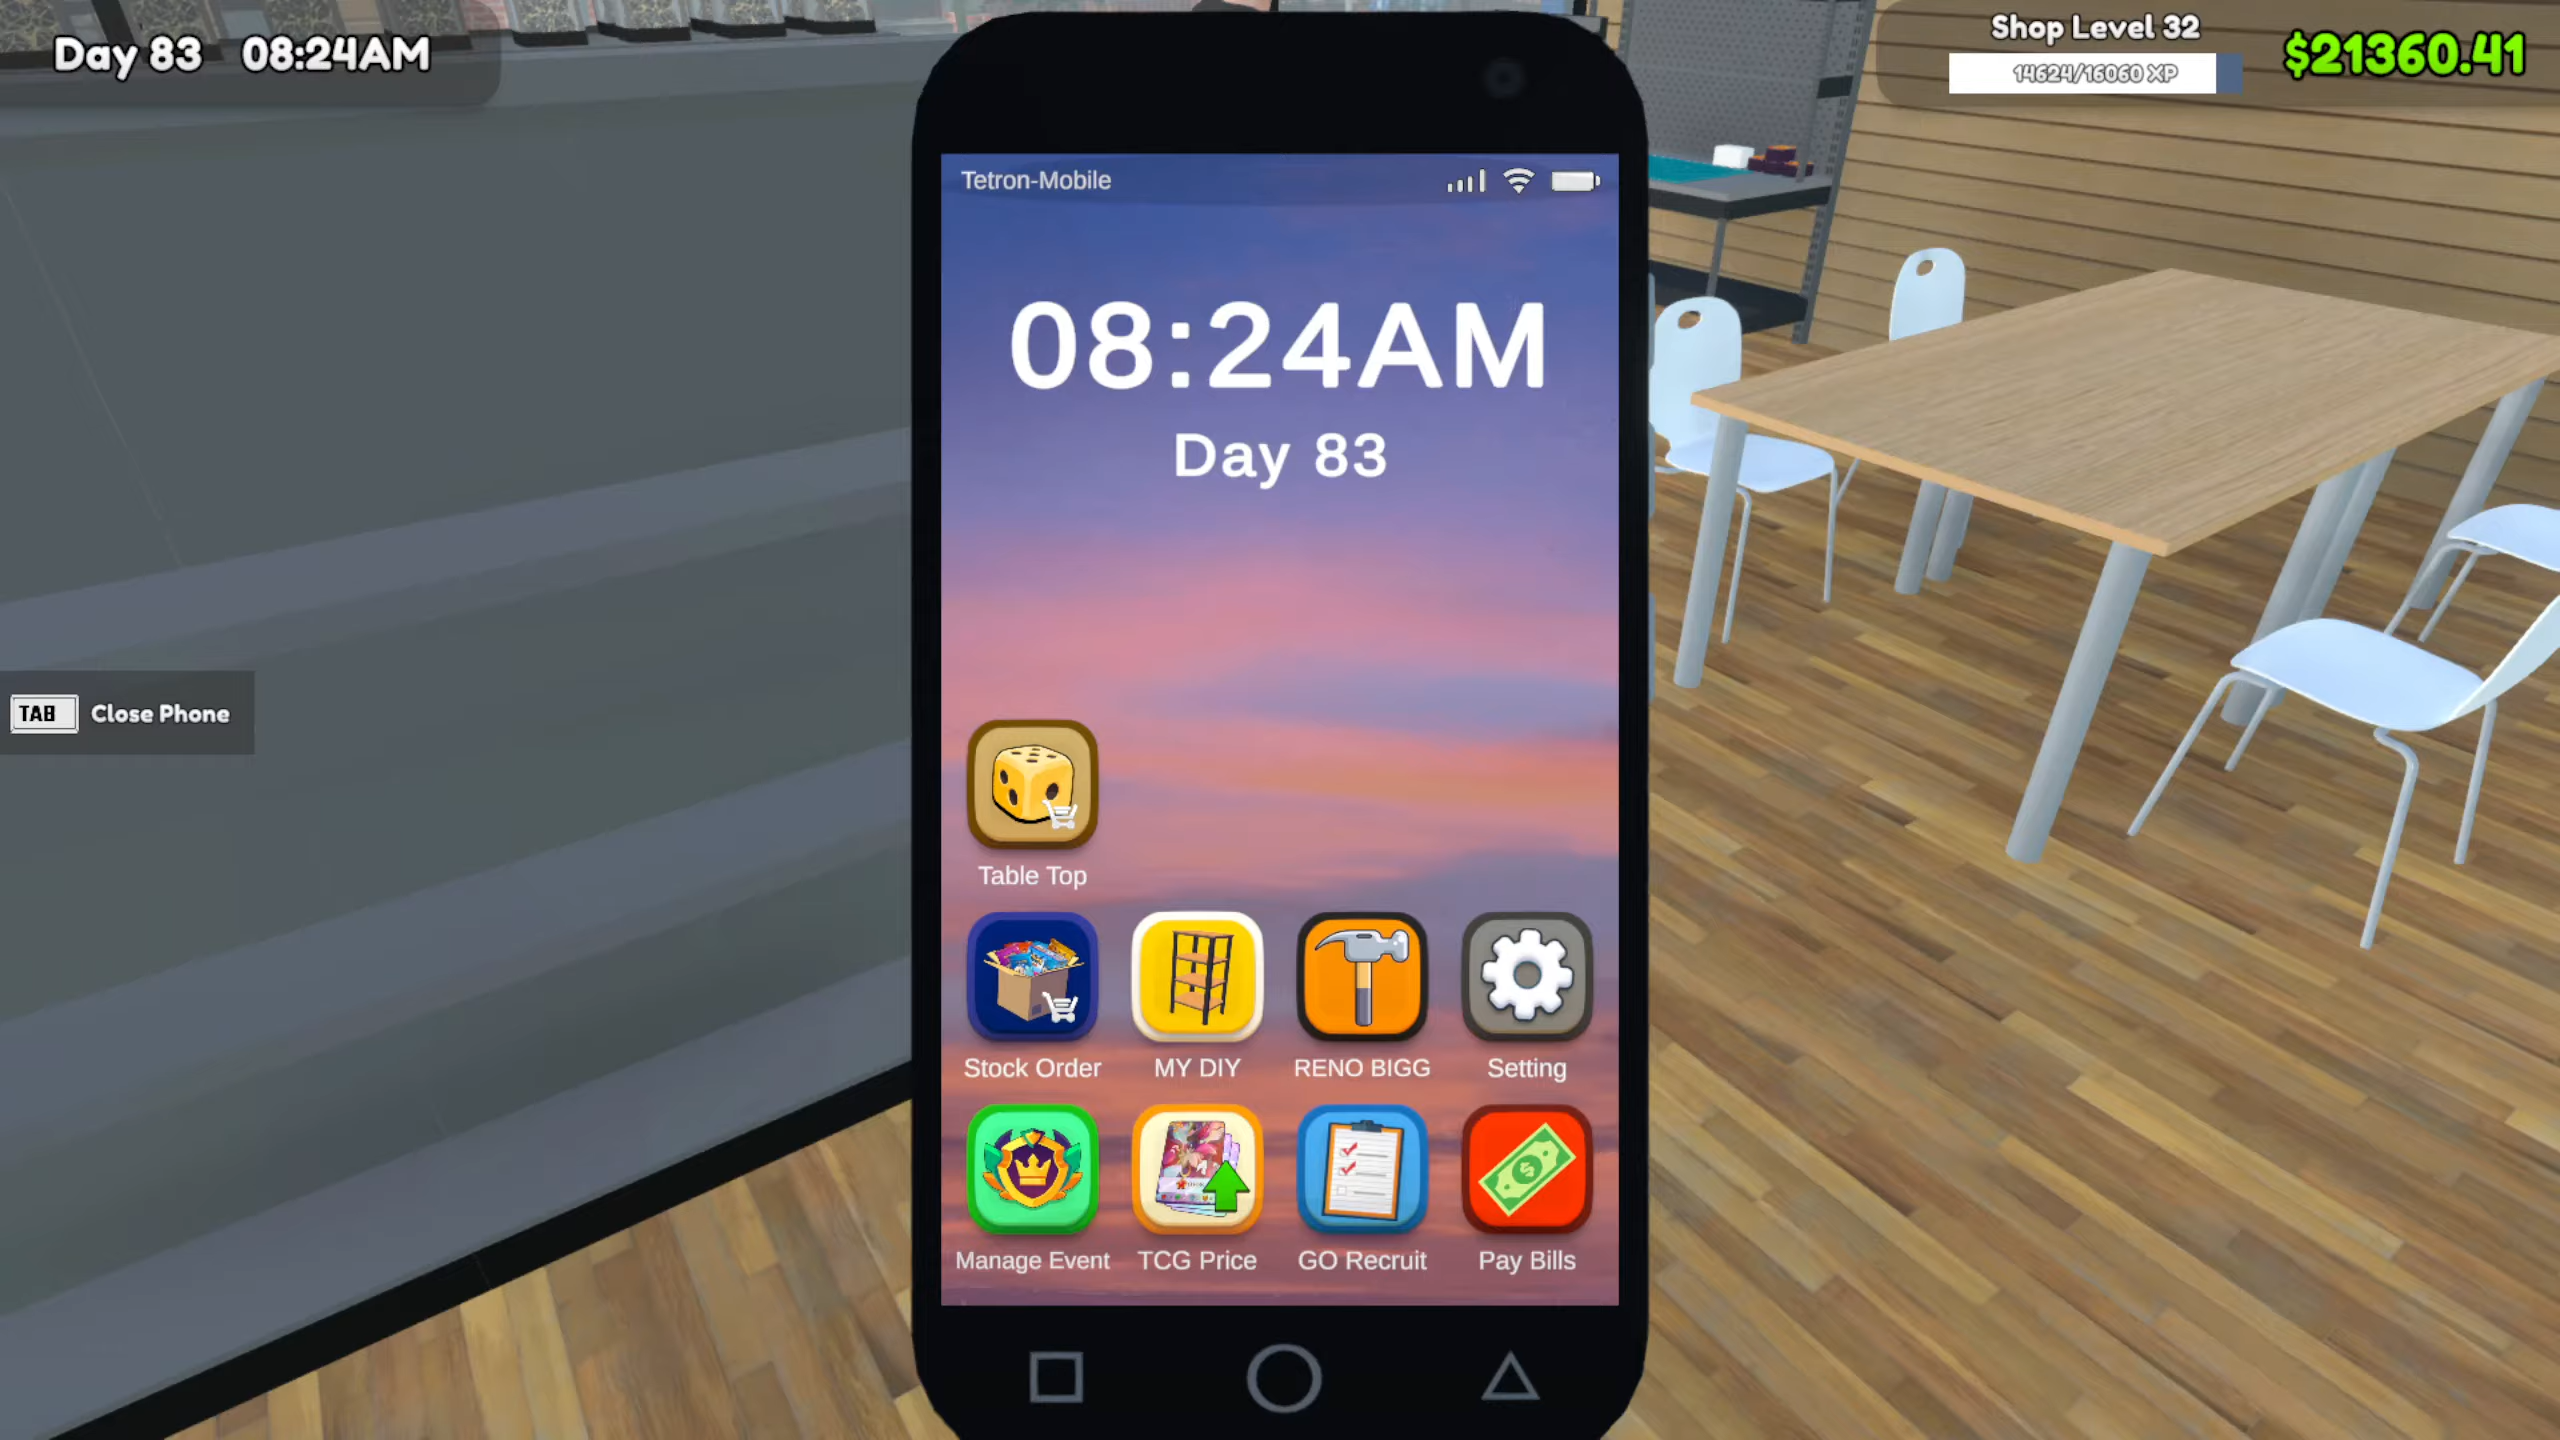 Day 83 08:24AM
Shop Level 32
14624/16060 XP
$21360.41
Tetron-Mobile
08:24AM
Day 83
TAB Close Phone
Table Top
Stock Order
MY DIY
RENO BIGG
Setting
Manage Event
TCG Price
GO Recruit
Pay Bills